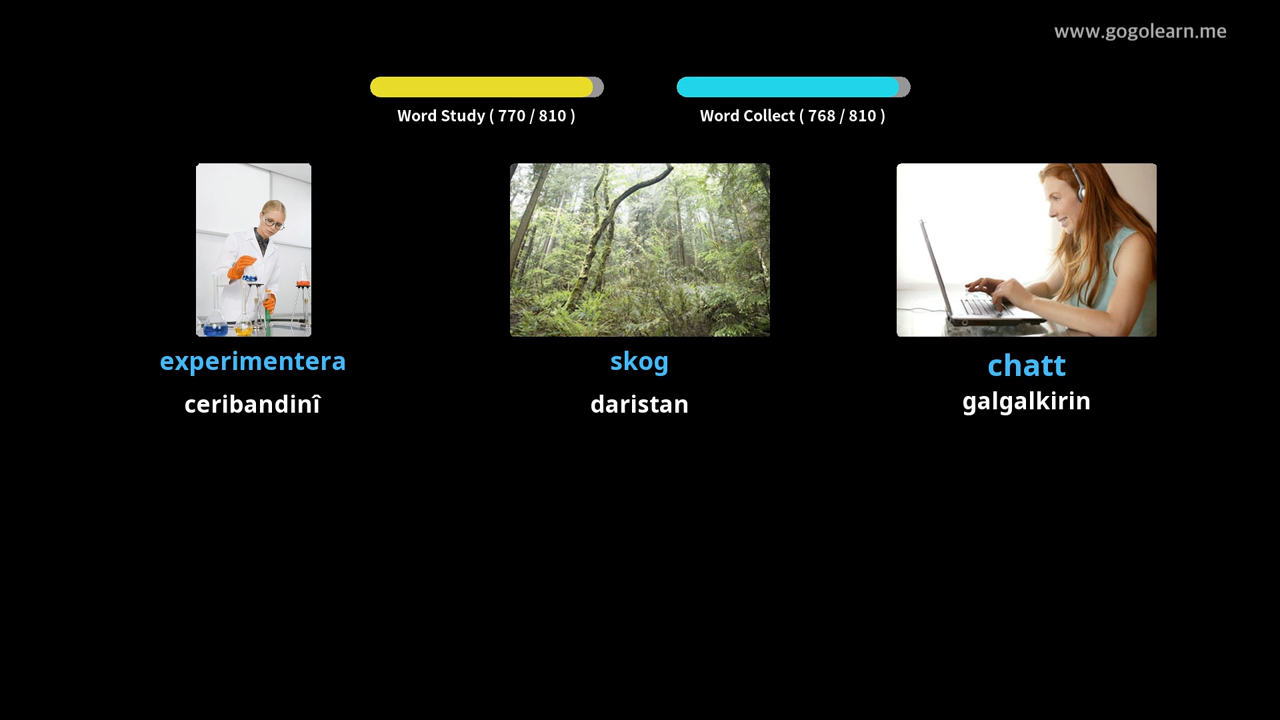 www.gogolearn.me
Word Study ( 770 / 810 )
Word Collect ( 768 / 810 )
experimentera
skog
chatt
ceribandinî
daristan
galgalkirin